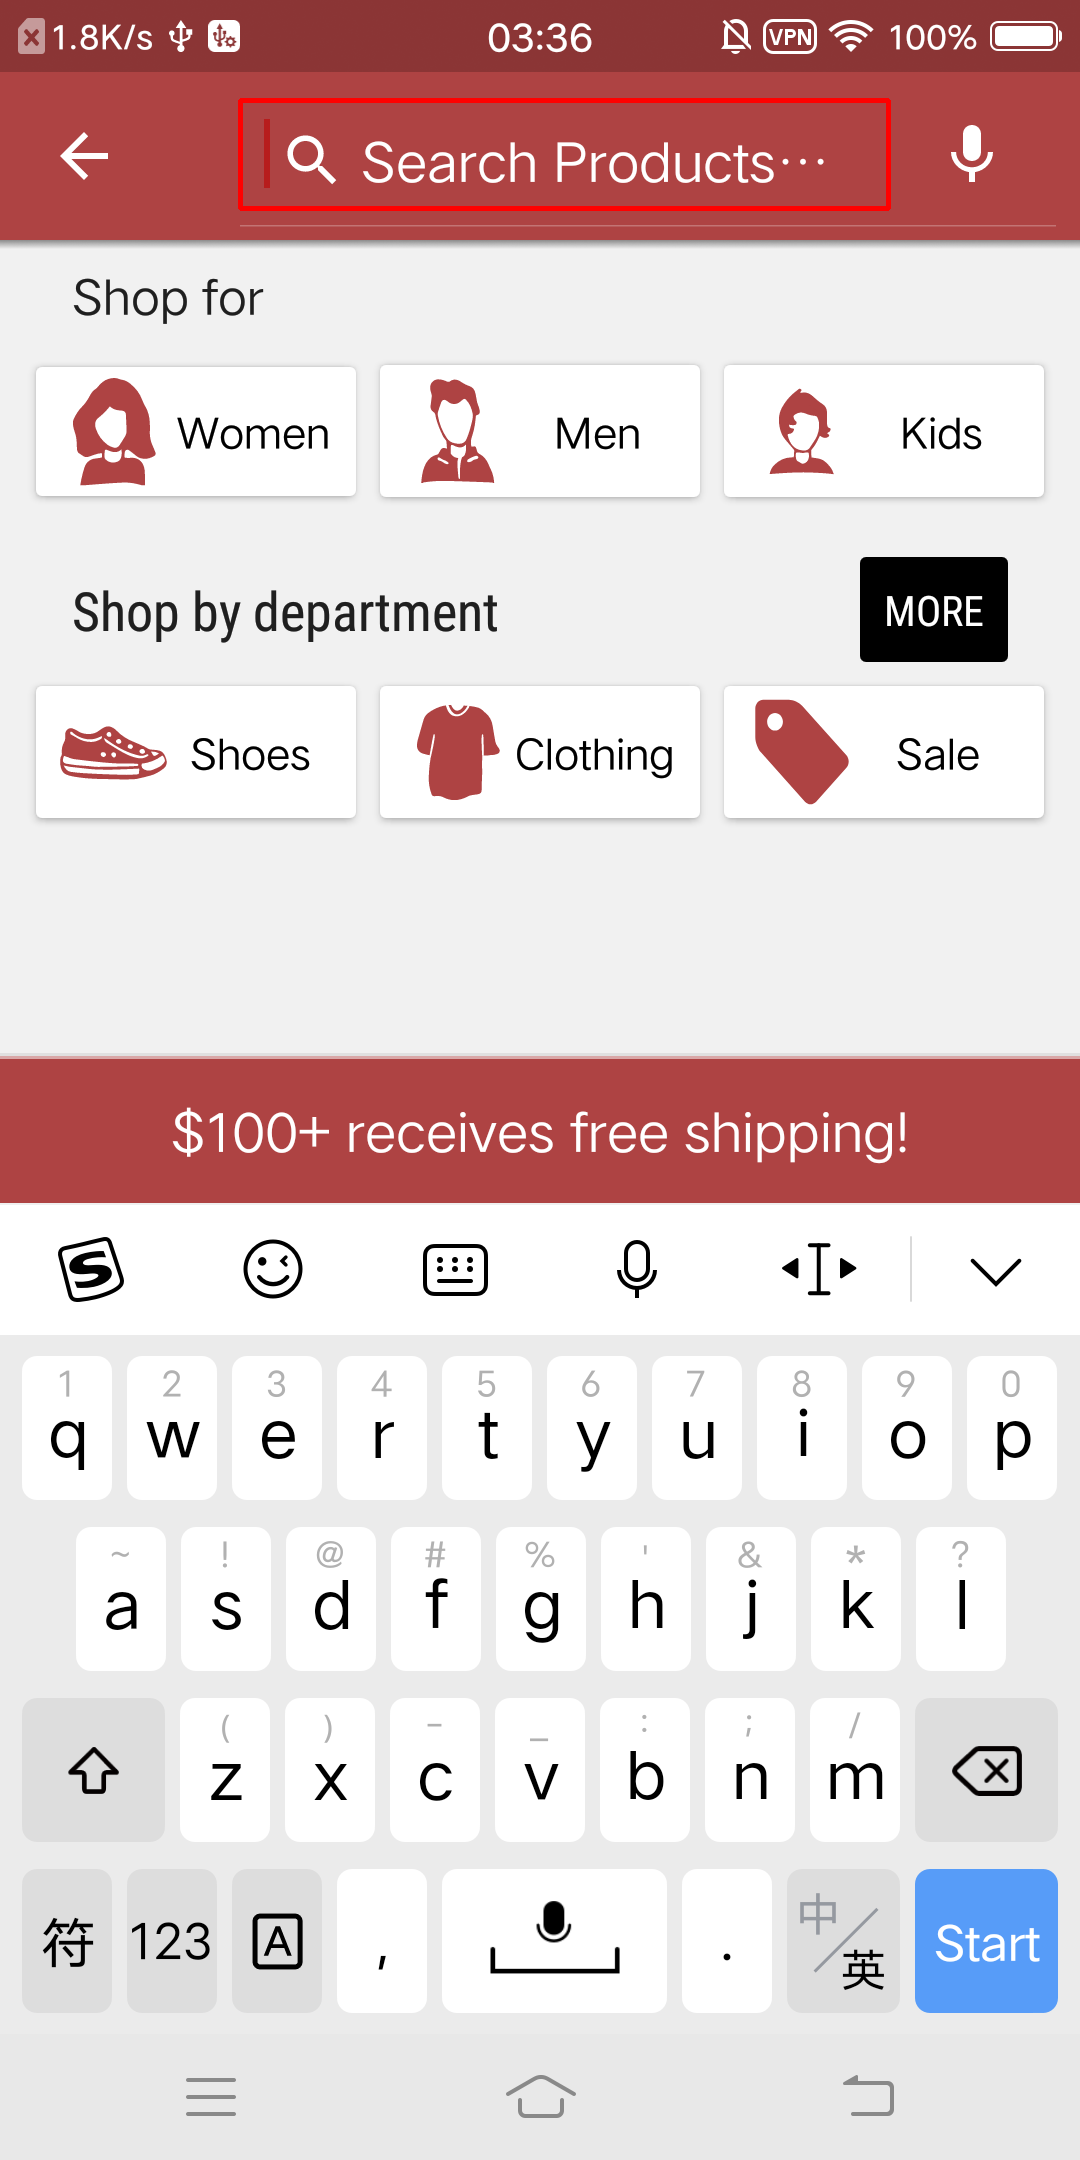 1.8K/s 03:36 VPN 100%
Search Products···
Shop for
Women Men Kids
Shop by department MORE
Shoes Clothing Sale
$100+ receives free shipping!
1 2 3 4 5 6 7 8 9 0
q w e r t y u i o p
~ ! @ # % ' & * ?
a s d f g h j k l
( ) - _ : ; /
z x c v b n m
符 123 A , . 中/英 Start